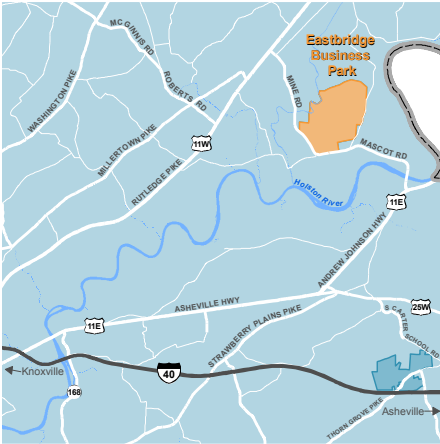 MC GINNIS RD
Eastbridge
Business
Park
WASHINGTON PIKE
ROBERTS RD
MINE RD
MILLERTOWN PIKE
11W
MASCOT RD
RUTLEDGE PIKE
Holston River
11E
ANDREW JOHNSON HWY
ASHEVILLE HWY
25W
11E
STRAWBERRY PLAINS PIKE
S CARTER SCHOOL RD
Knoxville
40
168
THORN GROVE PIKE
Asheville